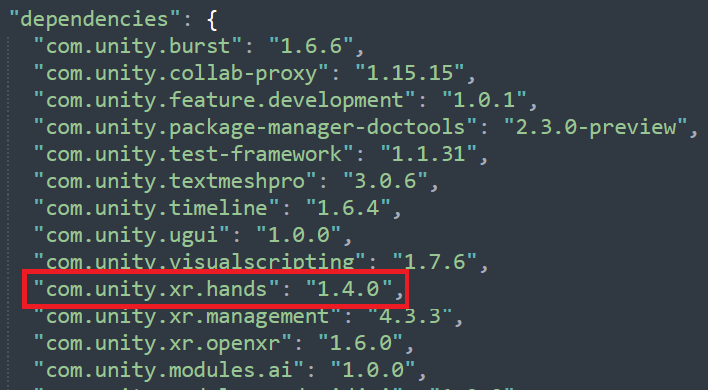 "dependencies": {
"com.unity.burst": "1.6.6",
"com.unity.collab-proxy": "1.15.15",
"com.unity.feature.development": "1.0.1",
"com.unity.package-manager-doctools": "2.3.0-preview",
"com.unity.test-framework": "1.1.31",
"com.unity.textmeshpro": "3.0.6",
"com.unity.timeline": "1.6.4",
"com.unity.ugui": "1.0.0",
"com.unity.visualscripting": "1.7.6",
"com.unity.xr.hands": "1.4.0",
"com.unity.xr.management": "4.3.3",
"com.unity.xr.openxr": "1.6.0",
"com.unity.modules.ai": "1.0.0",